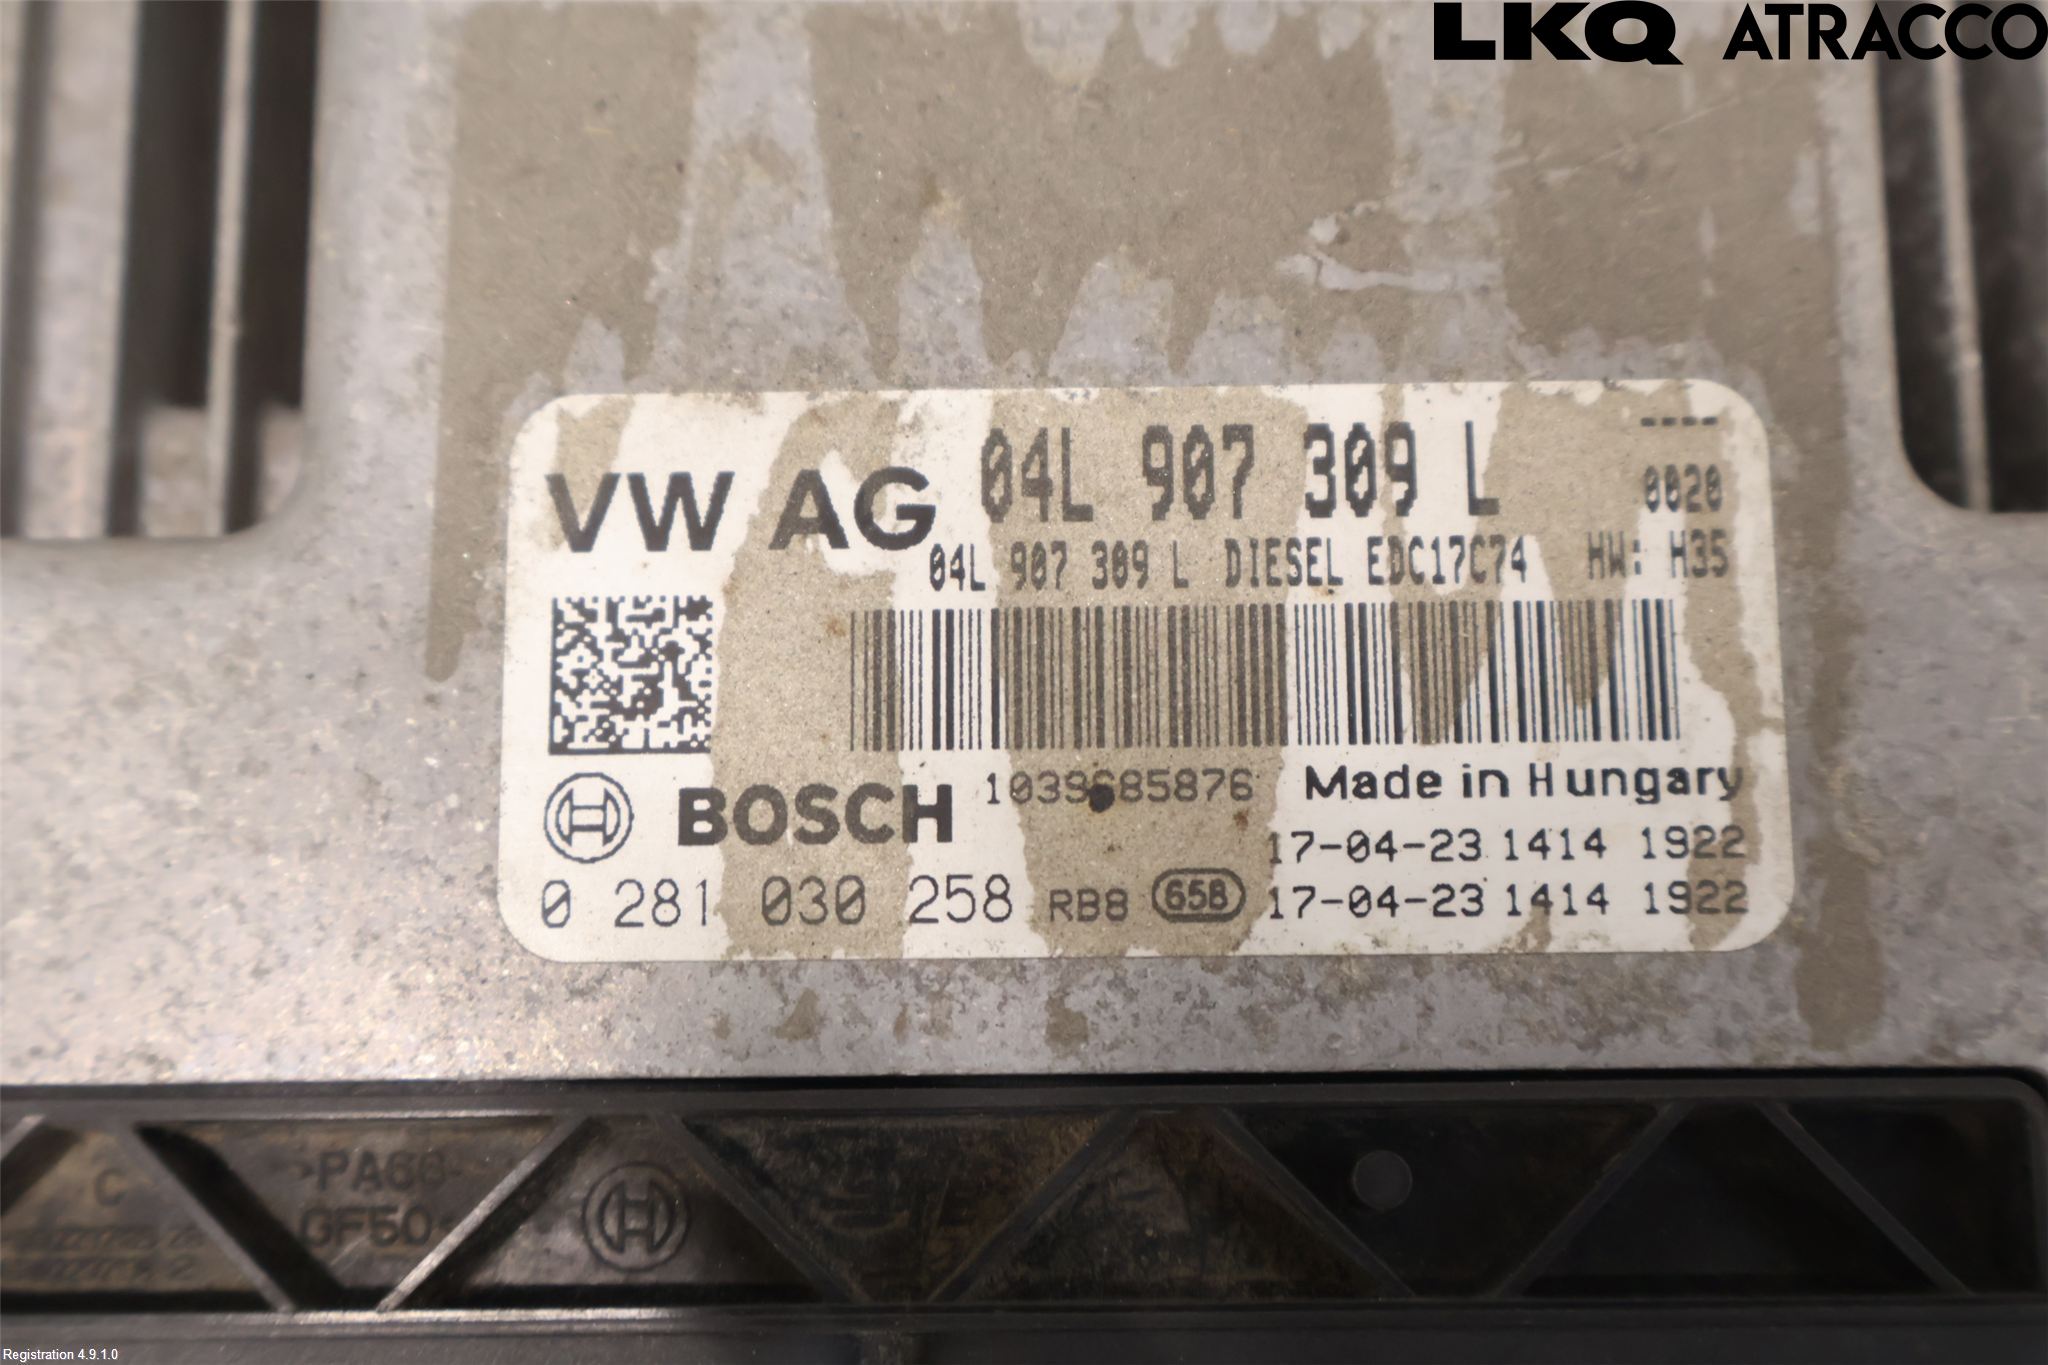 LKQ ATRACCO
----
VW AG 04L 907 309 L 0020
04L 907 309 L DIESEL EDC17C74 HW: H35
BOSCH 1039685876 Made in Hungary
17-04-23 1414 1922
0 281 030 258 RB8 658 17-04-23 1414 1922
C
>PA66-
GF50<
Registration 4.9.1.0